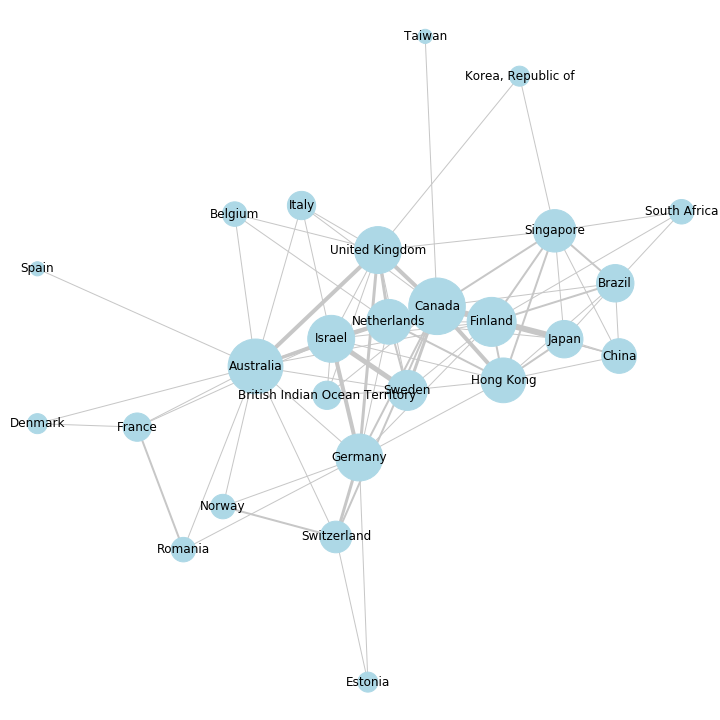 Taiwan
Korea, Republic of
Italy
Belgium
South Africa
Singapore
United Kingdom
Spain
Brazil
Canada
Netherlands
Finland
Israel
Japan
China
Australia
Hong Kong
Sweden
British Indian Ocean Territory
Denmark
France
Germany
Norway
Switzerland
Romania
Estonia